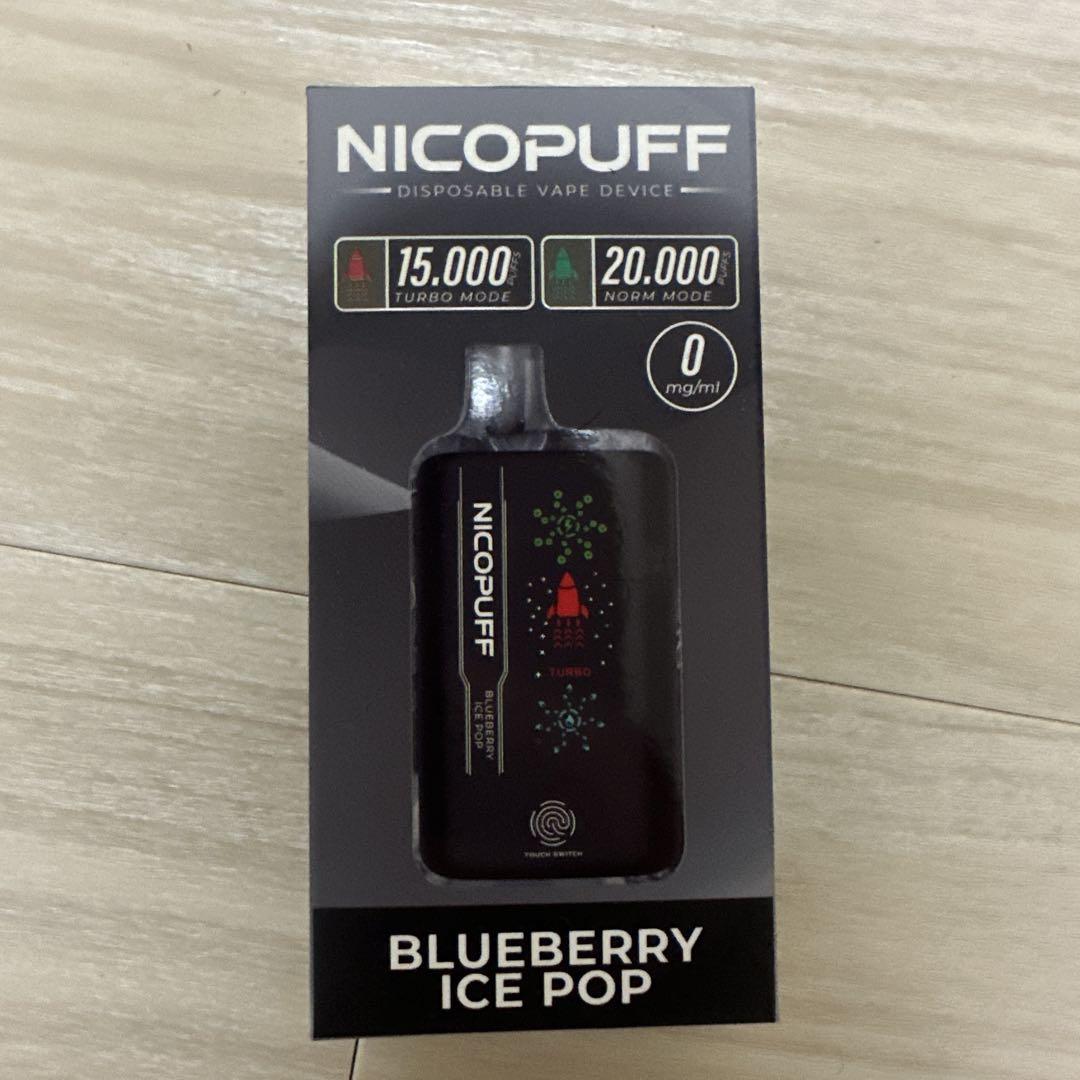 NICOPUFF
DISPOSABLE VAPE DEVICE
15.000 PUFFS
TURBO MODE
20.000 PUFFS
NORM MODE
0
mg/ml
NICOPUFF
BLUEBERRY
ICE POP
TURBO
TOUCH SWITCH
BLUEBERRY
ICE POP